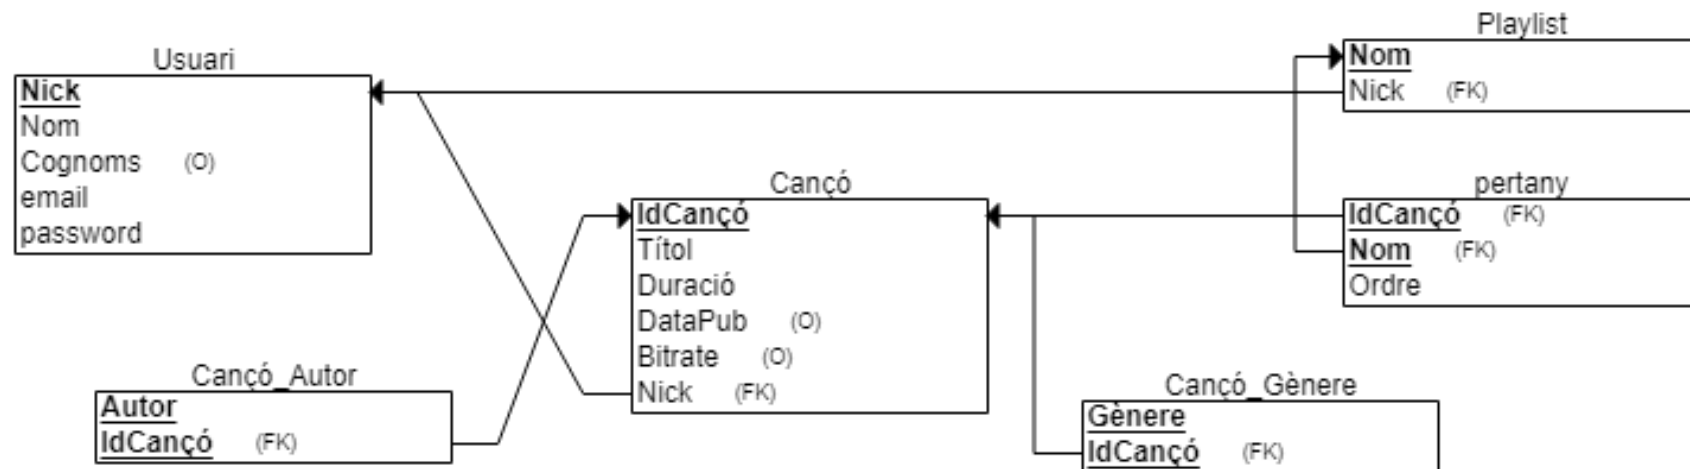 Usuari
Nick
Nom
Cognoms (O)
email
password
Playlist
Nom
Nick (FK)
Cançó
IdCançó
Títol
Duració
DataPub (O)
Bitrate (O)
Nick (FK)
pertany
IdCançó (FK)
Nom (FK)
Ordre
Cançó_Autor
Autor
IdCançó (FK)
Cançó_Gènere
Gènere
IdCançó (FK)